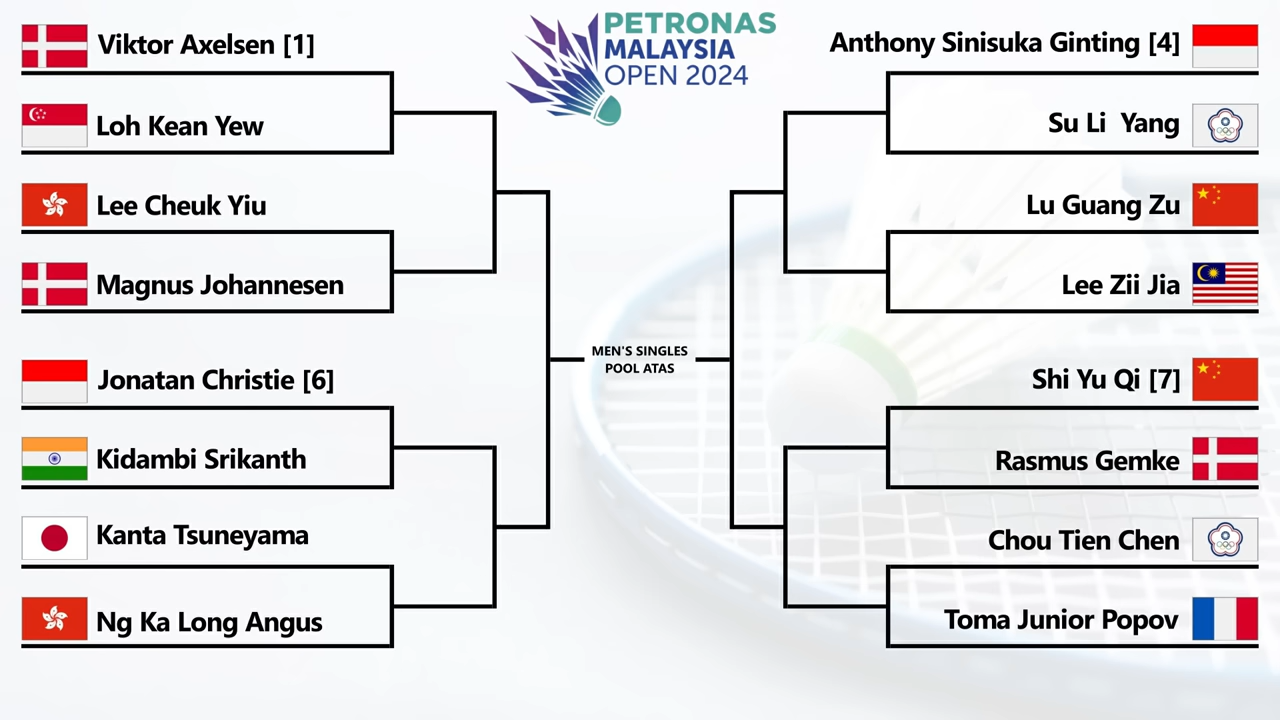 PETRONAS
MALAYSIA
OPEN 2024
Viktor Axelsen [1]
Loh Kean Yew
Lee Cheuk Yiu
Magnus Johannesen
Jonatan Christie [6]
Kidambi Srikanth
Kanta Tsuneyama
Ng Ka Long Angus
MEN'S SINGLES
POOL ATAS
Anthony Sinisuka Ginting [4]
Su Li  Yang
Lu Guang Zu
Lee Zii Jia
Shi Yu Qi [7]
Rasmus Gemke
Chou Tien Chen
Toma Junior Popov